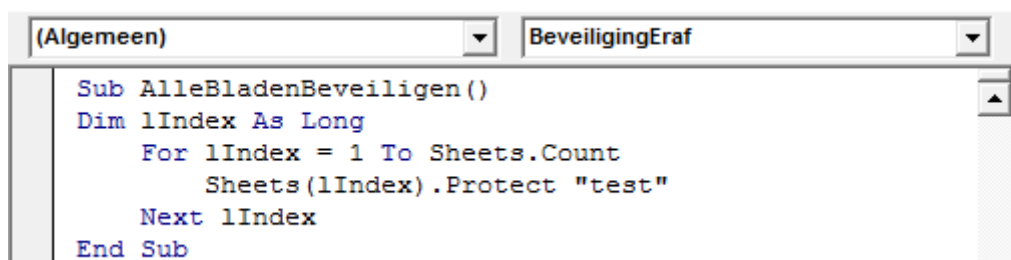 (Algemeen) BeveiligingEraf
Sub AlleBladenBeveiligen()
Dim lIndex As Long
For lIndex = 1 To Sheets.Count
Sheets(lIndex).Protect "test"
Next lIndex
End Sub